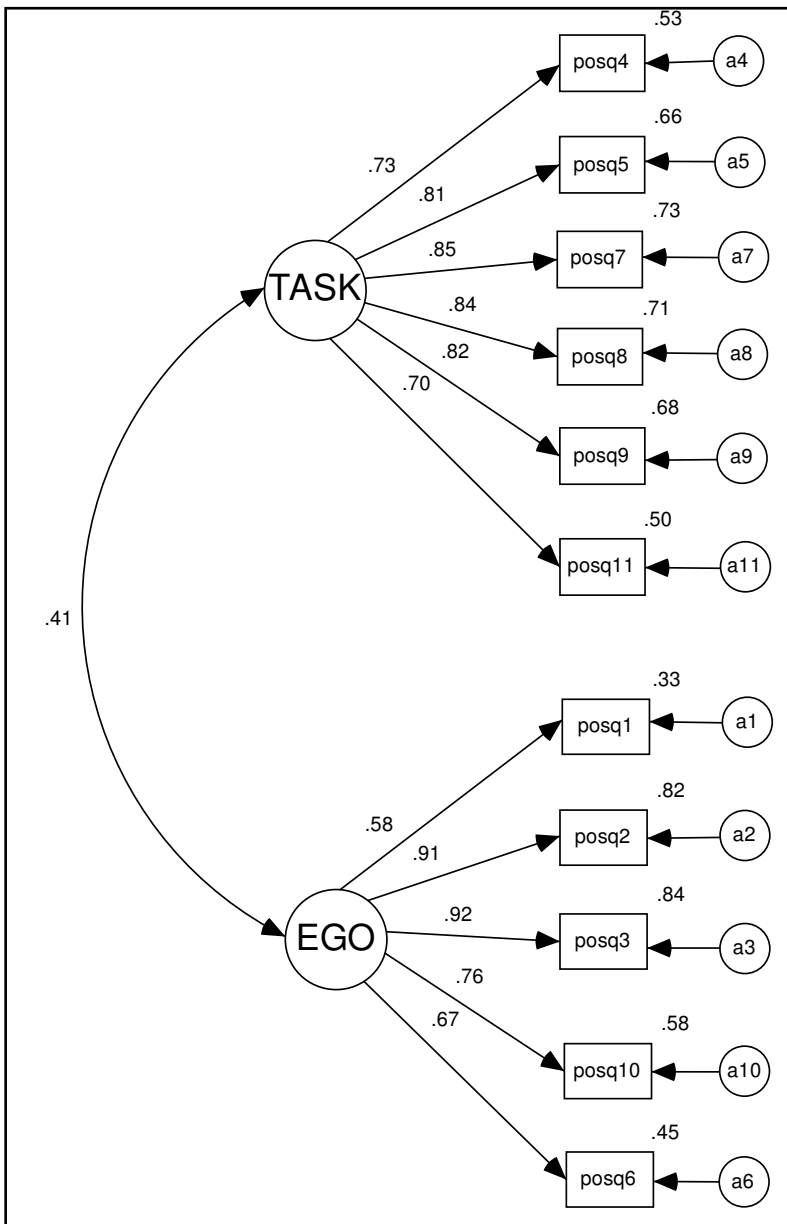 .53
posq4
a4
.66
posq5
a5
.73
.81
.73
posq7
a7
.85
TASK
.84
.71
posq8
a8
.82
.70
.68
posq9
a9
.50
posq11
a11
.41
.33
posq1
a1
.58
.82
posq2
a2
.91
.84
.92
EGO
posq3
a3
.76
.67
.58
posq10
a10
.45
posq6
a6